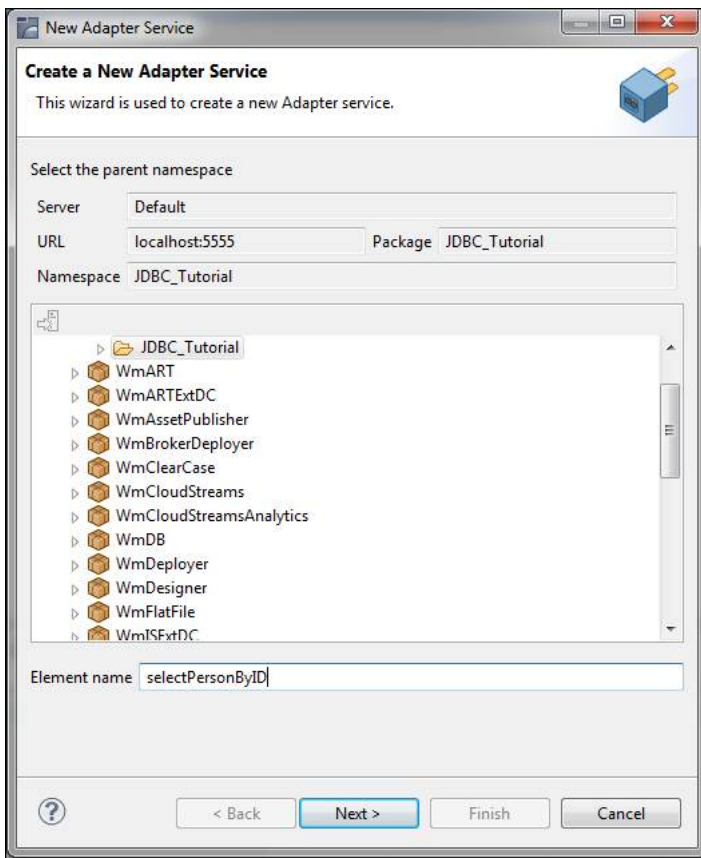 New Adapter Service
Create a New Adapter Service
This wizard is used to create a new Adapter service.
Select the parent namespace
Server Default
URL localhost:5555 Package JDBC_Tutorial
Namespace JDBC_Tutorial
JDBC_Tutorial
WmART
WmARTExtDC
WmAssetPublisher
WmBrokerDeployer
WmClearCase
WmCloudStreams
WmCloudStreamsAnalytics
WmDB
WmDeployer
WmDesigner
WmFlatFile
WmISExtDC
Element name selectPersonByID
? < Back Next > Finish Cancel